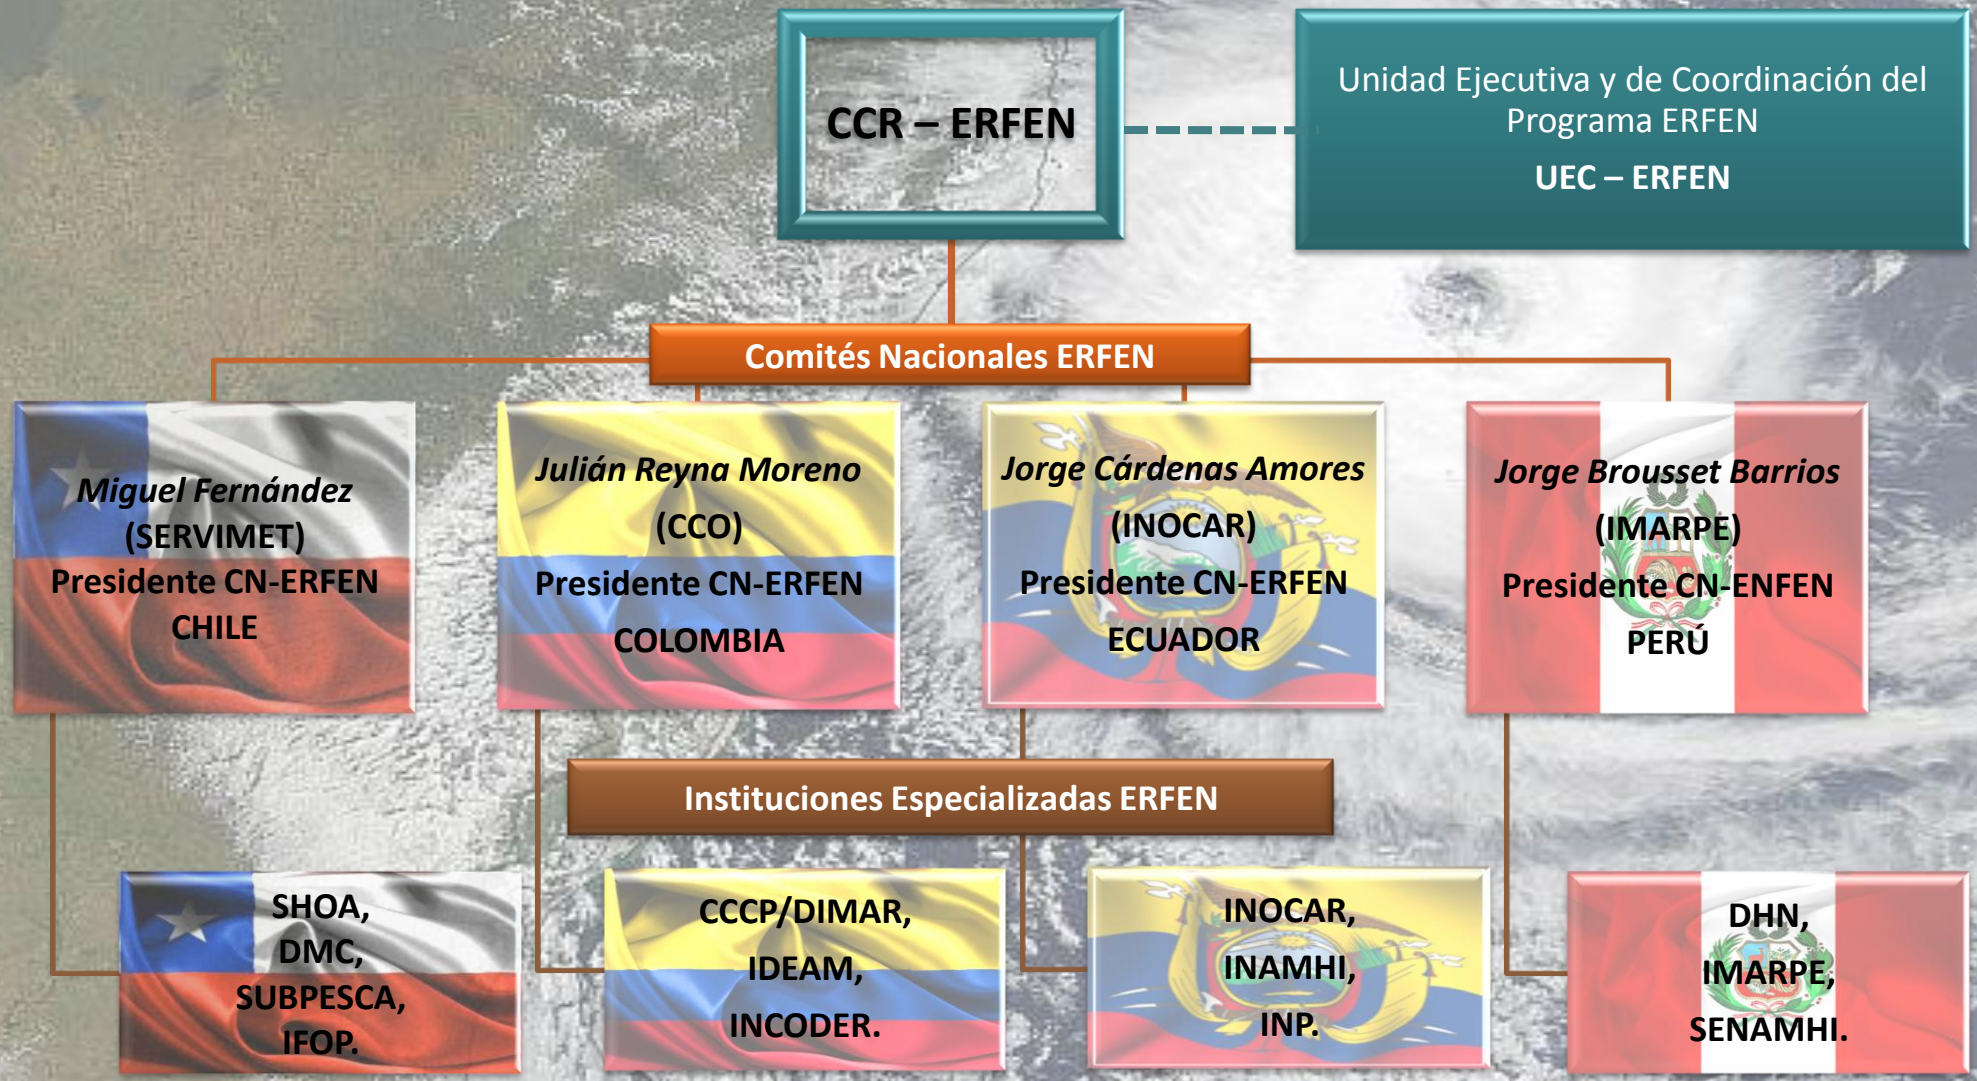 CCR – ERFEN
Unidad Ejecutiva y de Coordinación del
Programa ERFEN
UEC – ERFEN
Comités Nacionales ERFEN
Miguel Fernández
(SERVIMET)
Presidente CN-ERFEN
CHILE
Julián Reyna Moreno
(CCO)
Presidente CN-ERFEN
COLOMBIA
Jorge Cárdenas Amores
(INOCAR)
Presidente CN-ERFEN
ECUADOR
Jorge Brousset Barrios
(IMARPE)
Presidente CN-ENFEN
PERÚ
Instituciones Especializadas ERFEN
SHOA,
DMC,
SUBPESCA,
IFOP.
CCCP/DIMAR,
IDEAM,
INCODER.
INOCAR,
INAMHI,
INP.
DHN,
IMARPE,
SENAMHI.